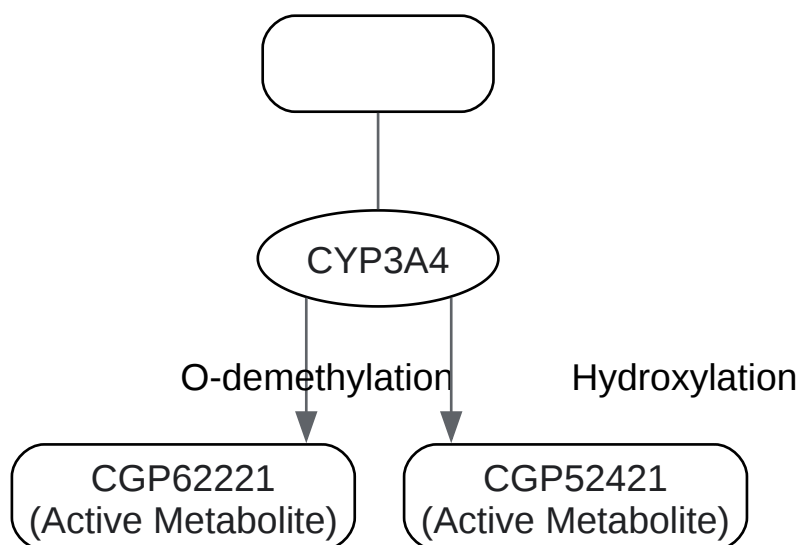 CYP3A4
O-demethylation
Hydroxylation
CGP62221
(Active Metabolite)
CGP52421
(Active Metabolite)